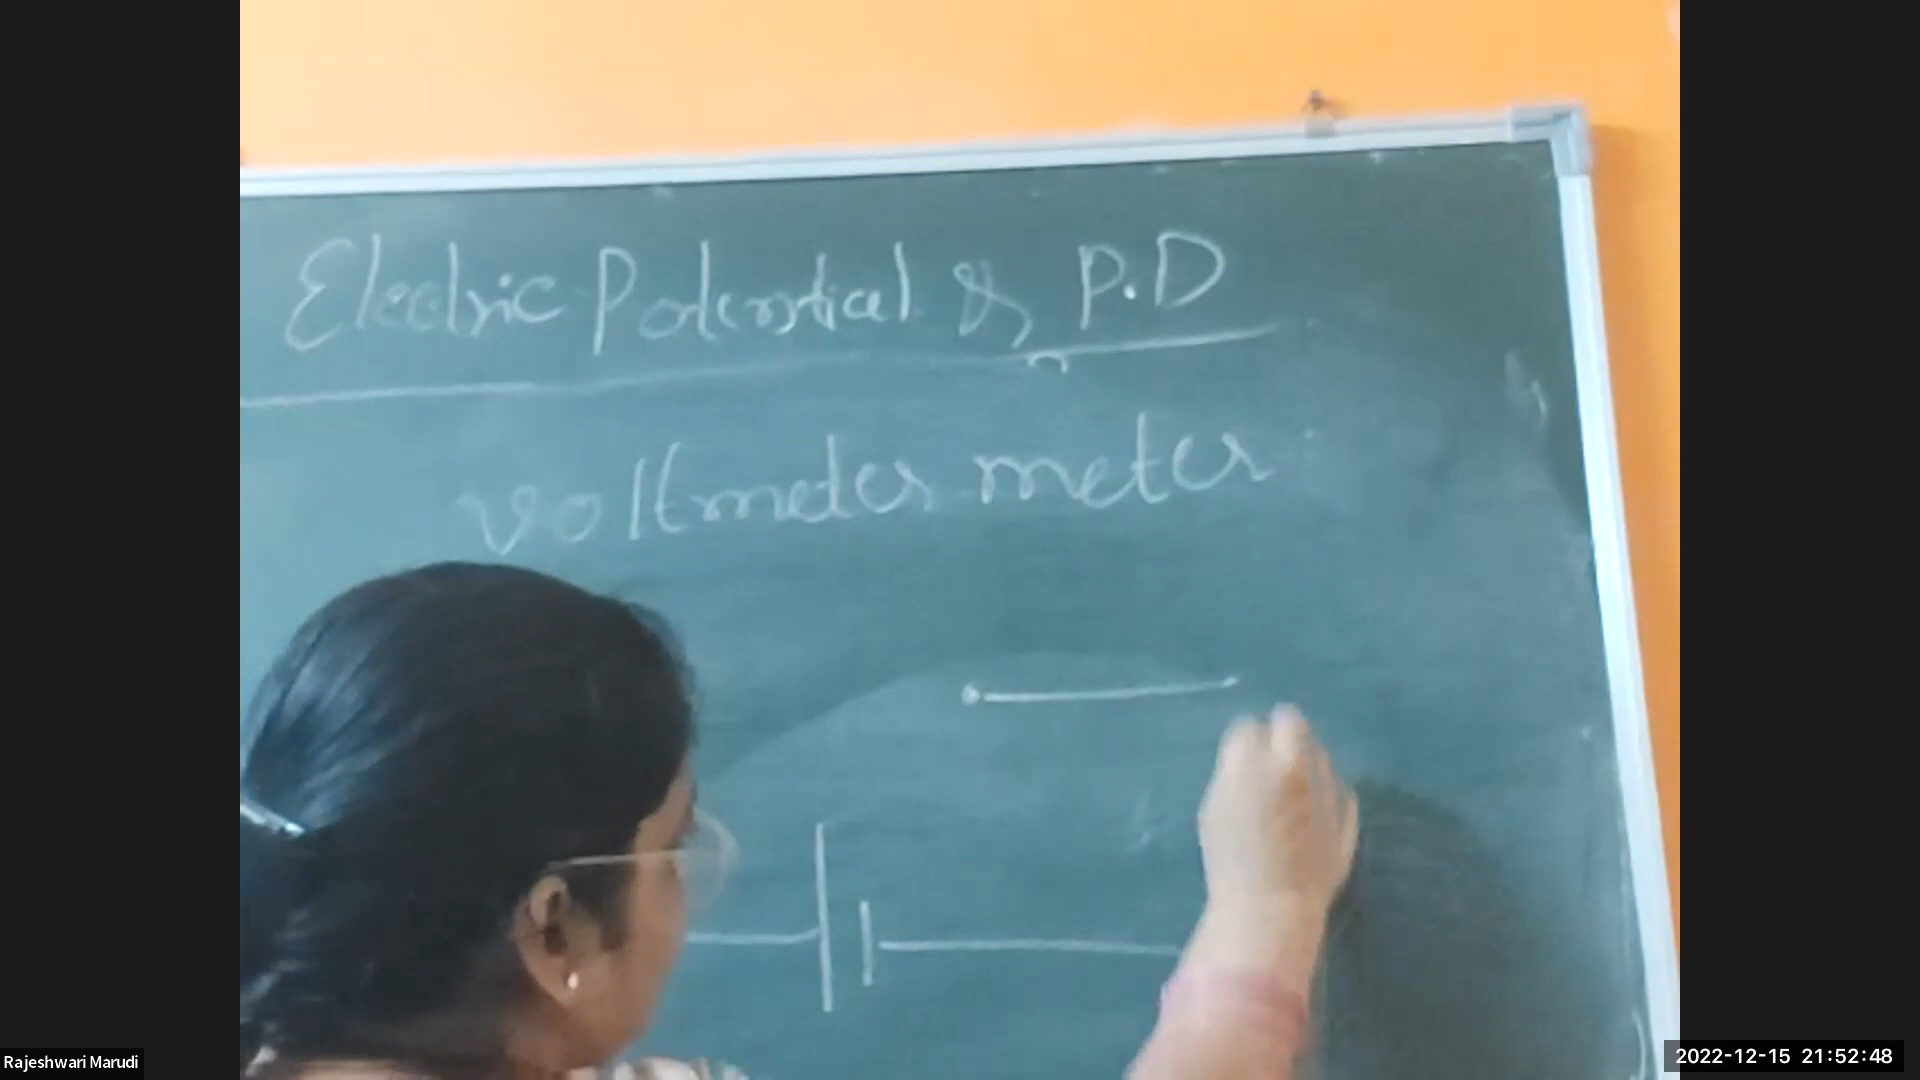 Electric Potential & P.D
voltmeter meter
Rajeshwari Marudi
2022-12-15 21:52:48